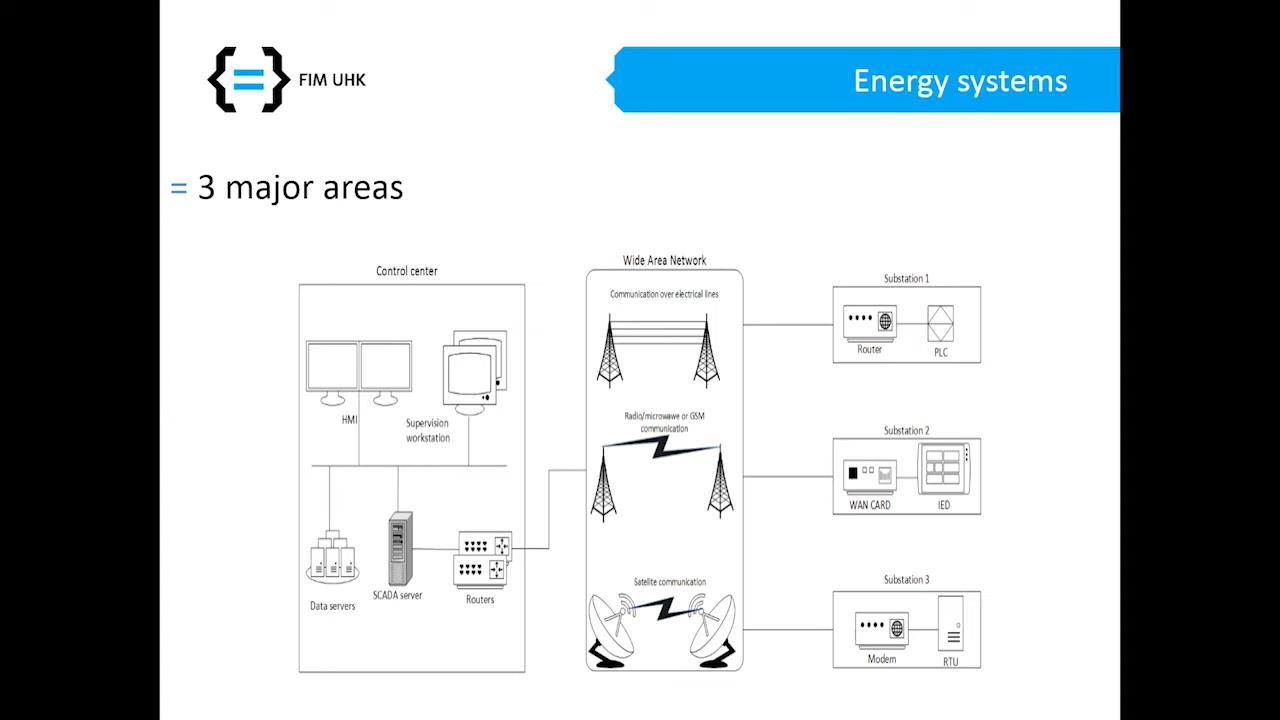 FIM UHK
Energy systems
= 3 major areas
Control center
HMI
Supervision
workstation
Data servers
SCADA server
Routers
Wide Area Network
Communication over electrical lines
Radio/microwawe or GSM
communication
Satellite communication
Substation 1
Router
PLC
Substation 2
WAN CARD
IED
Substation 3
Modem
RTU